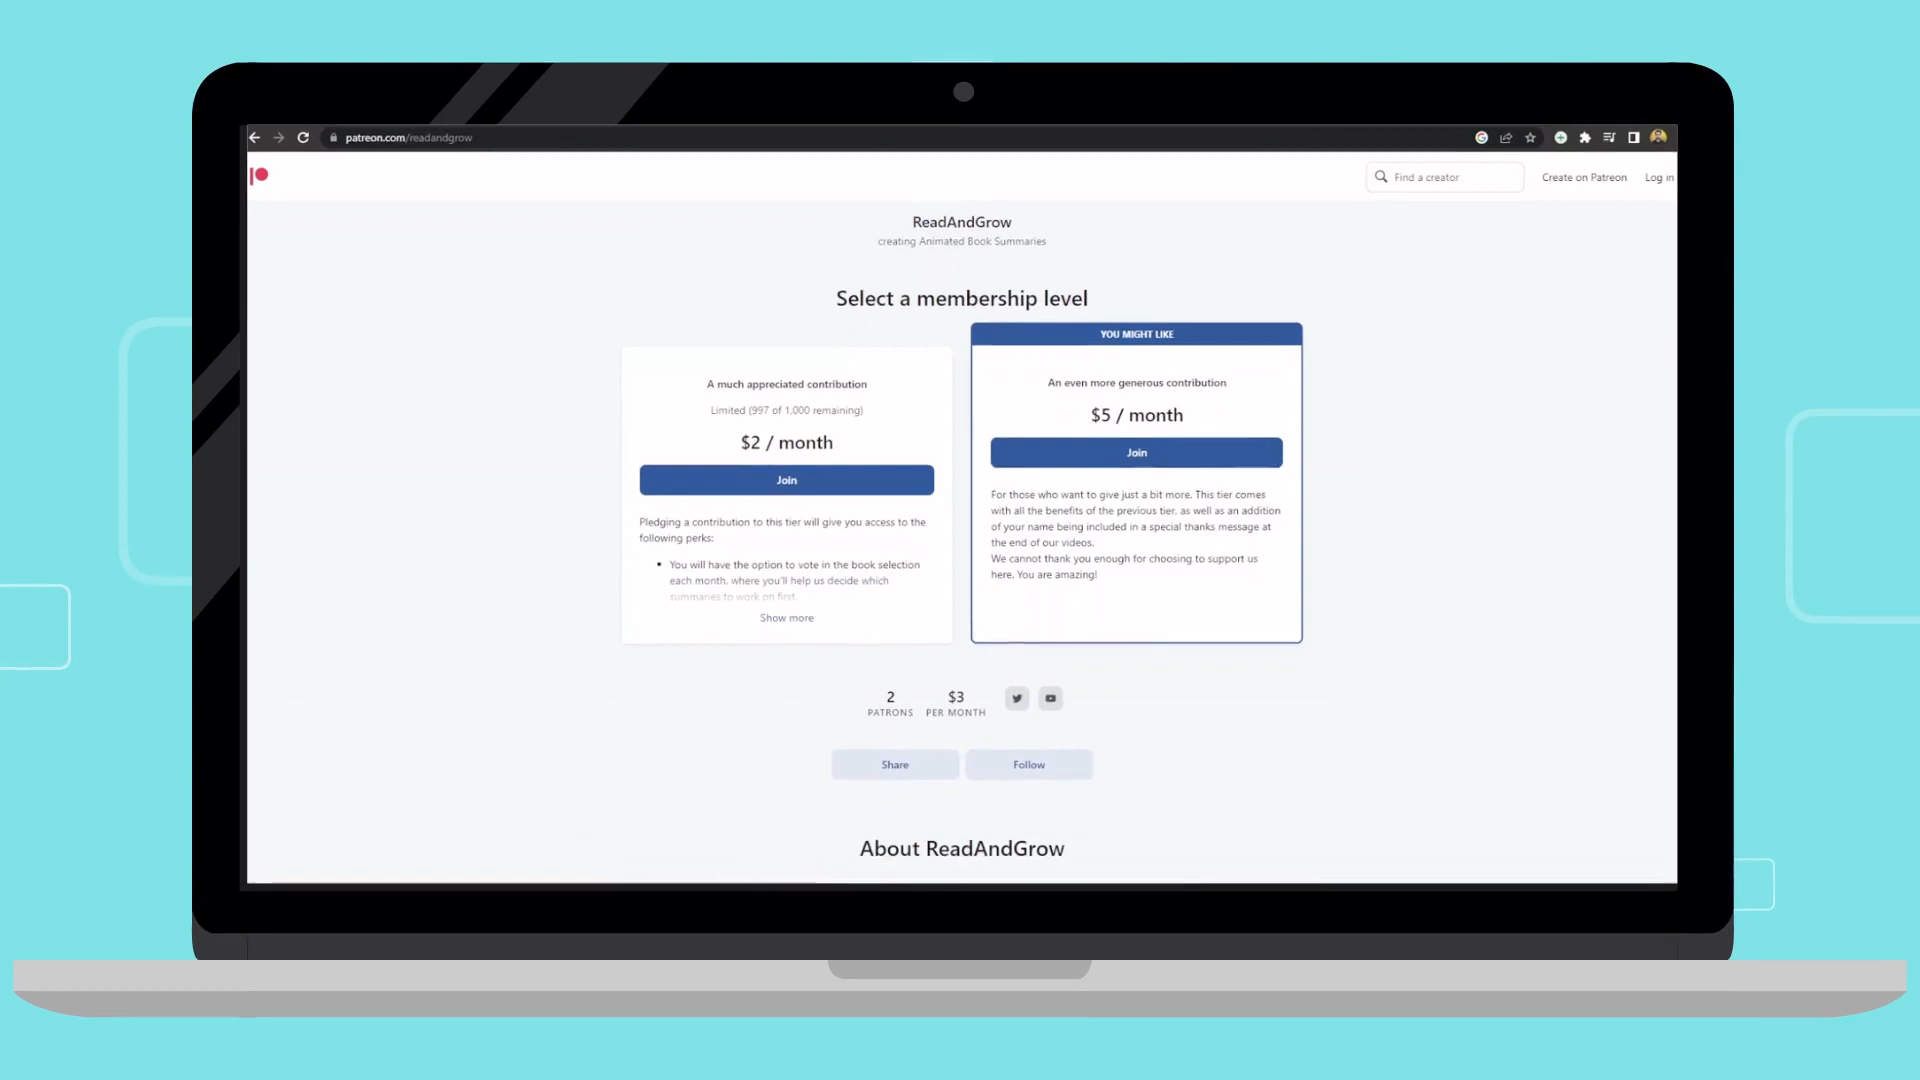 patreon.com/readandgrow
Find a creator
Create on Patreon
Log in
ReadAndGrow
creating Animated Book Summaries
Select a membership level
A much appreciated contribution
Limited (997 of 1,000 remaining)
$2 / month
Join
Pledging a contribution to this tier will give you access to the
following perks:
• You will have the option to vote in the book selection
each month, where you'll help us decide which
summaries to work on first.
Show more
YOU MIGHT LIKE
An even more generous contribution
$5 / month
Join
For those who want to give just a bit more. This tier comes
with all the benefits of the previous tier, as well as an addition
of your name being included in a special thanks message at
the end of our videos.
We cannot thank you enough for choosing to support us
here. You are amazing!
2
PATRONS
$3
PER MONTH
Share
Follow
About ReadAndGrow